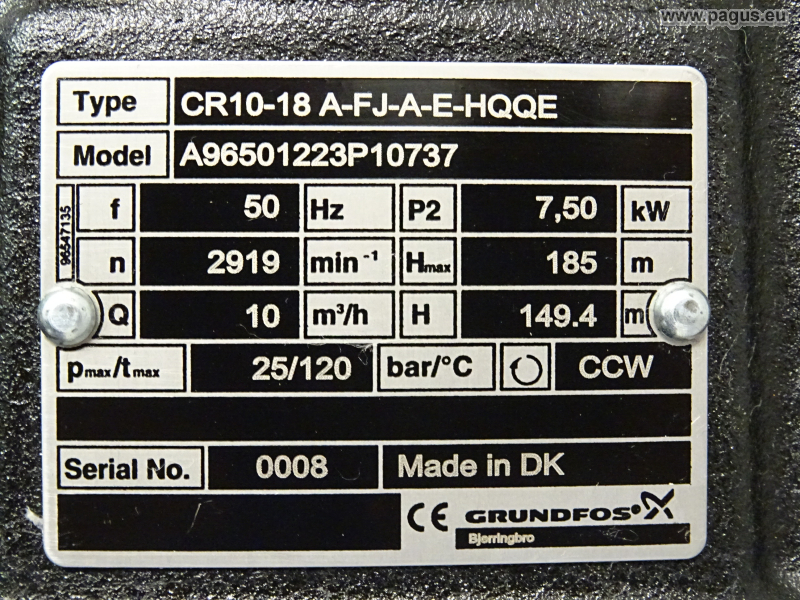 www.pagus.eu
Type CR10-18 A-FJ-A-E-HQQE
Model A96501223P10737
96547135
f 50 Hz P2 7,50 kW
n 2919 min⁻¹ Hmax 185 m
Q 10 m³/h H 149.4 m
pmax/tmax 25/120 bar/°C CCW
Serial No. 0008 Made in DK
CE GRUNDFOS
Bjerringbro